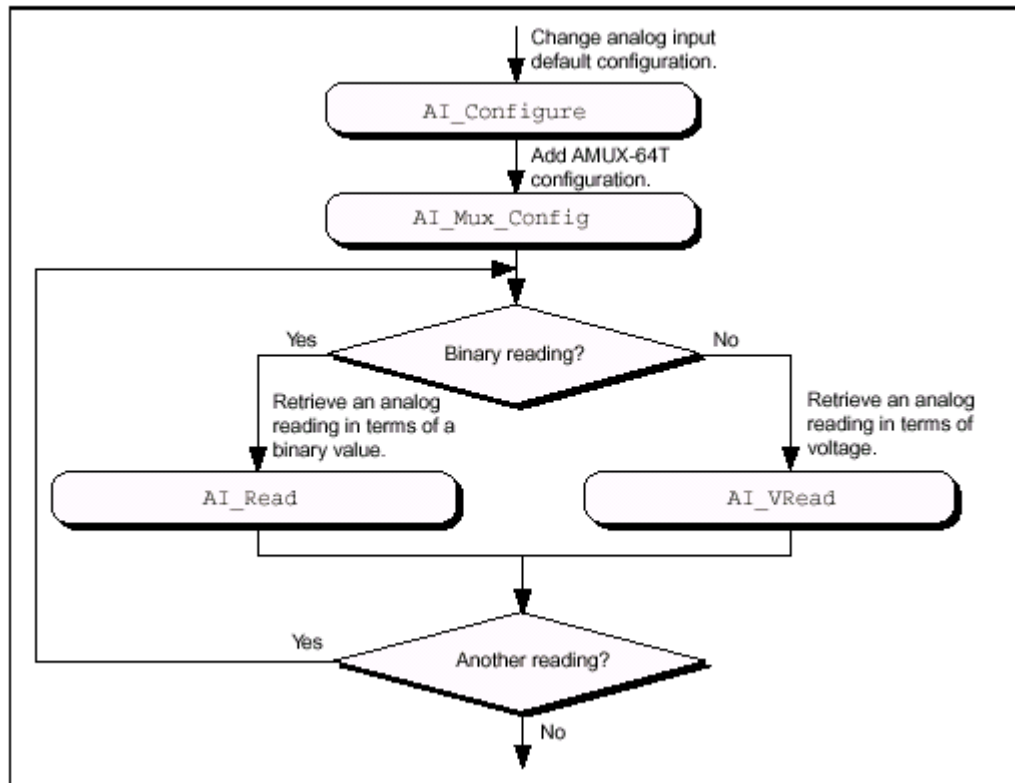 Change analog input
default configuration.
AI_Configure
Add AMUX-64T
configuration.
AI_Mux_Config
Yes
No
Binary reading?
Retrieve an analog
reading in terms of a
binary value.
Retrieve an analog
reading in terms of
voltage.
AI_Read
AI_VRead
Yes
Another reading?
No